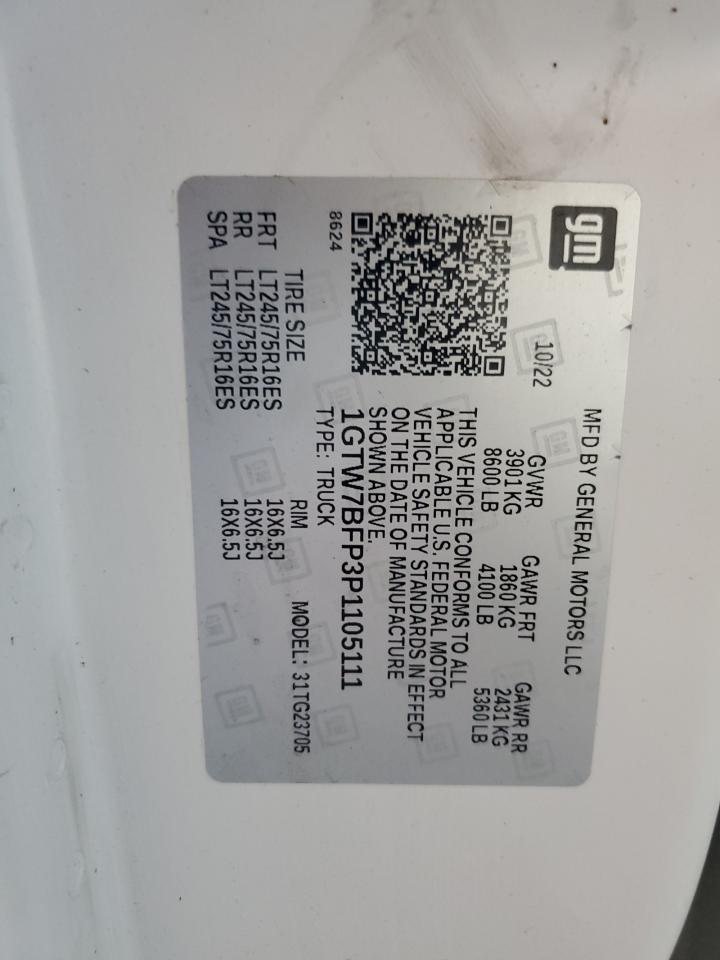 gm
MFD BY GENERAL MOTORS LLC
10/22
GVWR GAWR FRT GAWR RR
3901 KG 1860 KG 2431 KG
8600 LB 4100 LB 5360 LB
THIS VEHICLE CONFORMS TO ALL
APPLICABLE U.S. FEDERAL MOTOR
VEHICLE SAFETY STANDARDS IN EFFECT
ON THE DATE OF MANUFACTURE
SHOWN ABOVE.
1GTW7BFP3P1105111
8624
TYPE: TRUCK
MODEL: 31TG23705
TIRE SIZE RIM
FRT LT245/75R16ES 16X6.5J
RR LT245/75R16ES 16X6.5J
SPA LT245/75R16ES 16X6.5J